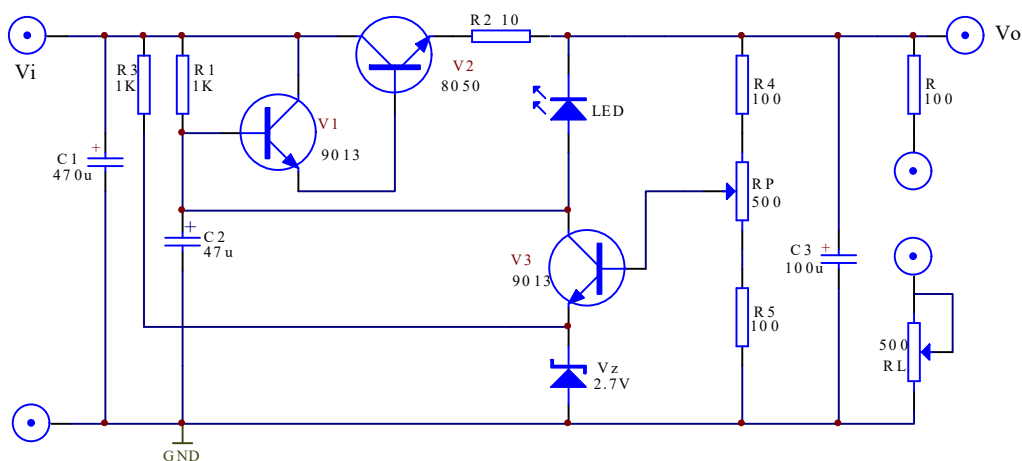 Vi
R3
1K
R1
1K
V2
8050
R2 10
LED
R4
100
R
100
Vo
V1
9013
C1
+
470u
C2
+
47u
V3
9013
RP
500
C3
+
100u
R5
100
500
RL
Vz
2.7V
GND